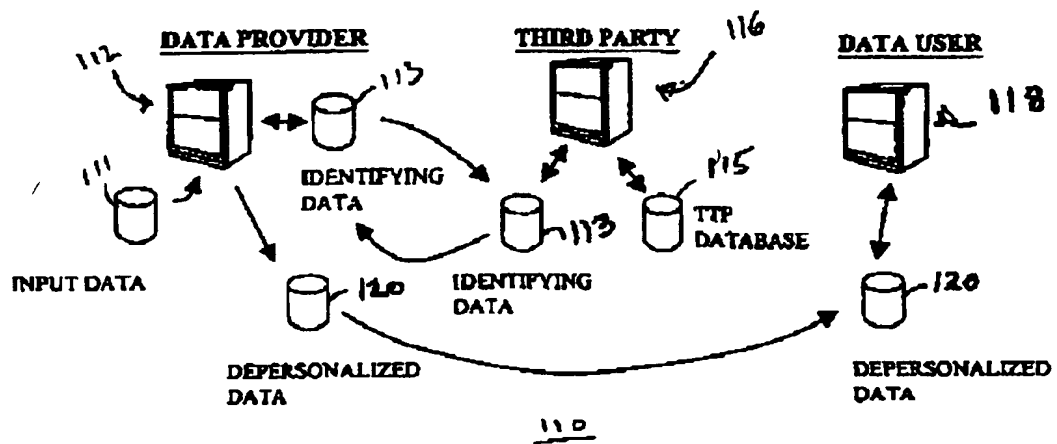 DATA PROVIDER
THIRD PARTY
116
DATA USER
112
113
118
111
115
IDENTIFYING
DATA
TTP
DATABASE
113
INPUT DATA
120
IDENTIFYING
DATA
120
DEPERSONALIZED
DATA
DEPERSONALIZED
DATA
110